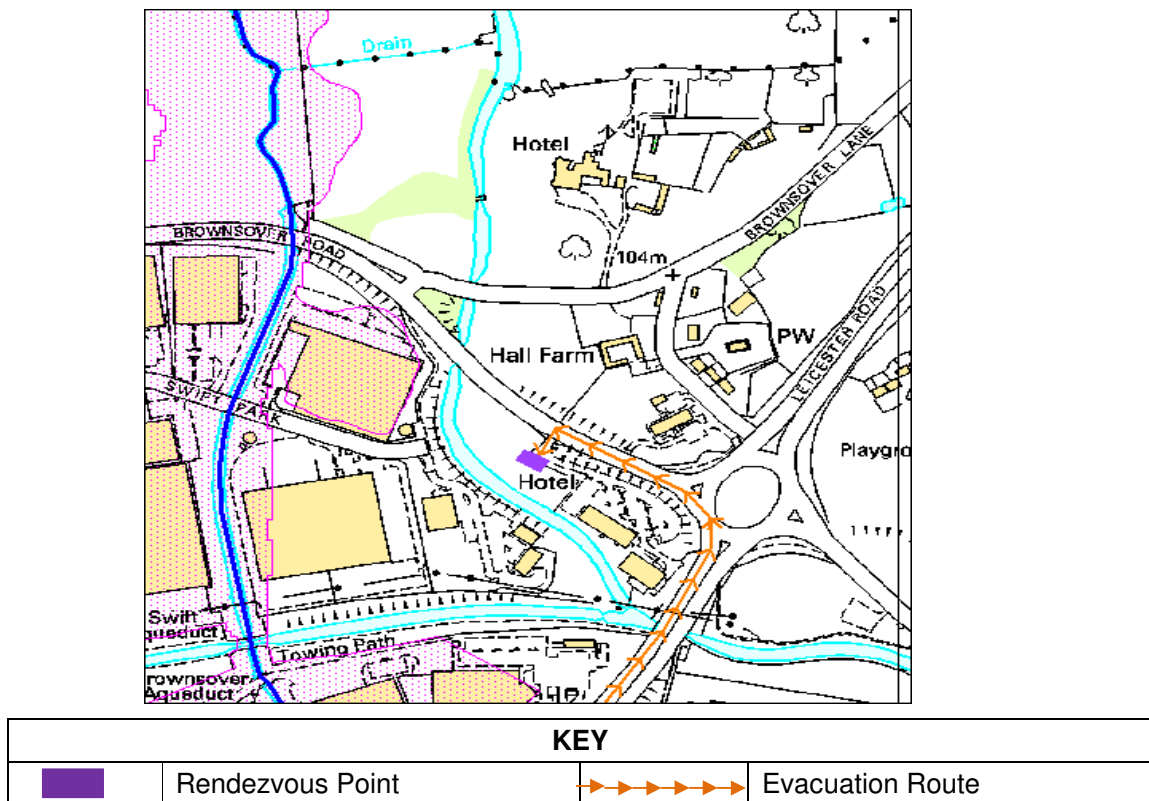 Drain
Hotel
BROWNSOVER LANE
BROWNSOVER ROAD
104m
LEICESTER ROAD
Hall Farm
PW
SWIFT PARK
Playgro
Hotel
Swift
queduct
Towing Path
rownsover
Aqueduct
KEY
Rendezvous Point
Evacuation Route